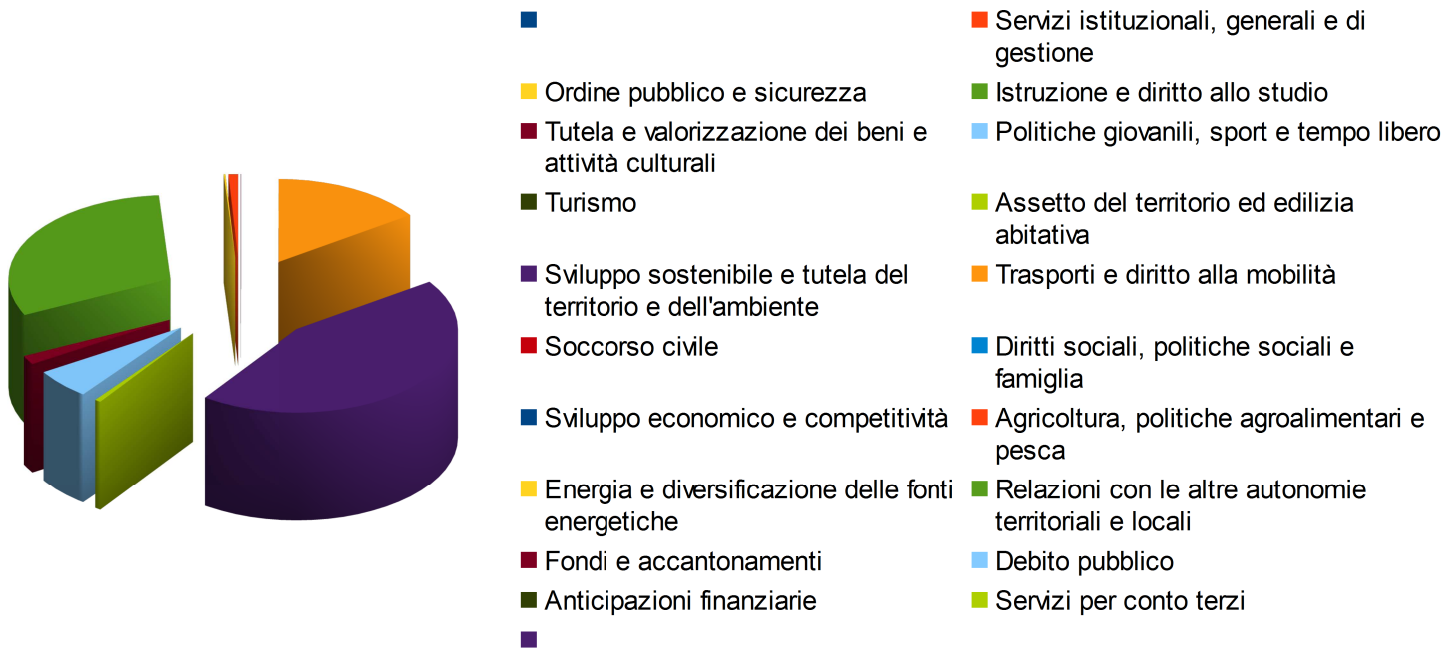 Servizi istituzionali, generali e di
gestione
Ordine pubblico e sicurezza
Istruzione e diritto allo studio
Tutela e valorizzazione dei beni e
attività culturali
Politiche giovanili, sport e tempo libero
Turismo
Assetto del territorio ed edilizia
abitativa
Sviluppo sostenibile e tutela del
territorio e dell'ambiente
Trasporti e diritto alla mobilità
Soccorso civile
Diritti sociali, politiche sociali e
famiglia
Sviluppo economico e competitività
Agricoltura, politiche agroalimentari e
pesca
Energia e diversificazione delle fonti
energetiche
Relazioni con le altre autonomie
territoriali e locali
Fondi e accantonamenti
Debito pubblico
Anticipazioni finanziarie
Servizi per conto terzi